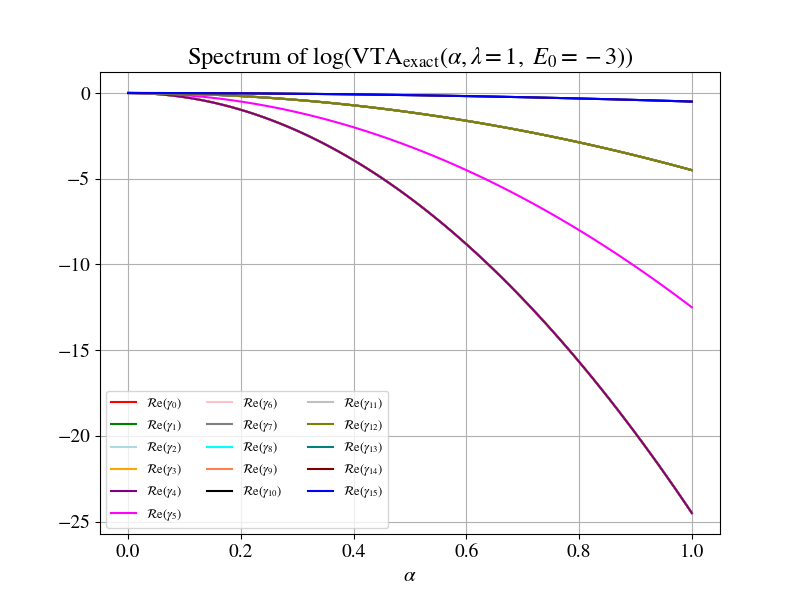 Spectrum of log(VTA_exact(α, λ = 1, E₀ = −3))
0
−5
−10
−15
−20
−25
0.0 0.2 0.4 0.6 0.8 1.0
α
ℛe(γ₀) ℛe(γ₆) ℛe(γ₁₁)
ℛe(γ₁) ℛe(γ₇) ℛe(γ₁₂)
ℛe(γ₂) ℛe(γ₈) ℛe(γ₁₃)
ℛe(γ₃) ℛe(γ₉) ℛe(γ₁₄)
ℛe(γ₄) ℛe(γ₁₀) ℛe(γ₁₅)
ℛe(γ₅)